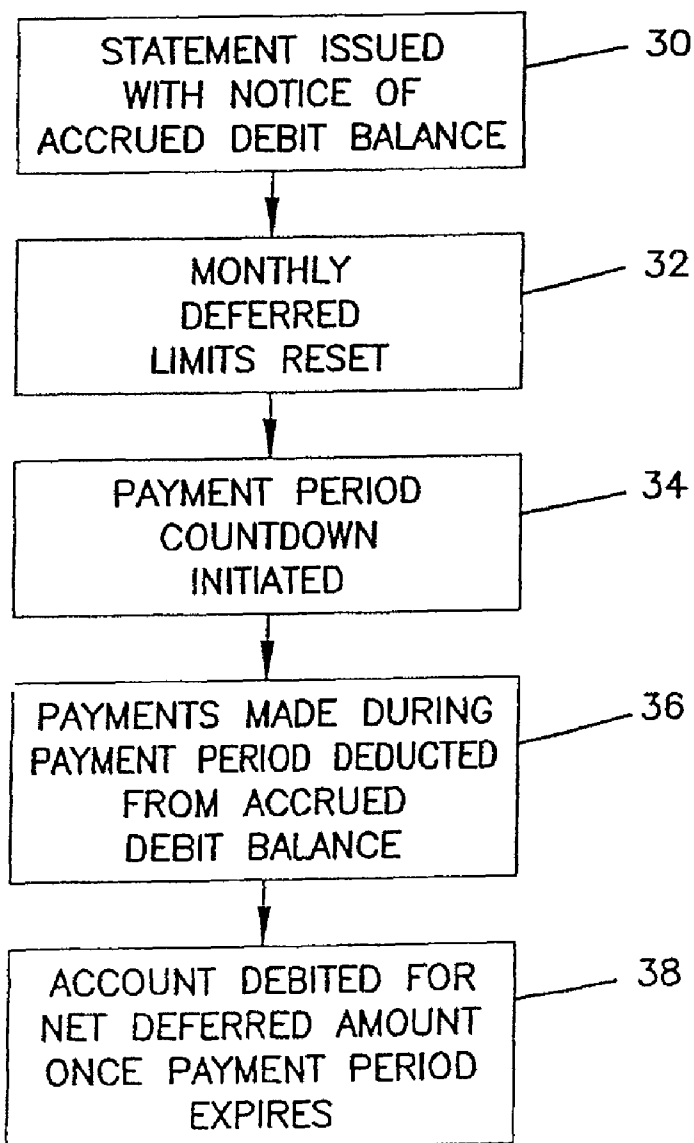 STATEMENT ISSUED
WITH NOTICE OF
ACCRUED DEBIT BALANCE
30
MONTHLY
DEFERRED
LIMITS RESET
32
PAYMENT PERIOD
COUNTDOWN
INITIATED
34
PAYMENTS MADE DURING
PAYMENT PERIOD DEDUCTED
FROM ACCRUED
DEBIT BALANCE
36
ACCOUNT DEBITED FOR
NET DEFERRED AMOUNT
ONCE PAYMENT PERIOD
EXPIRES
38